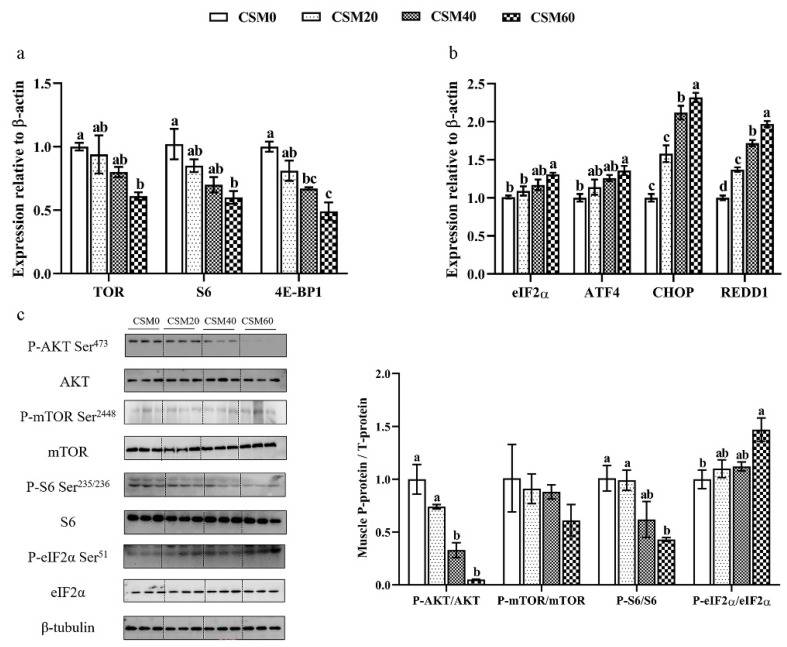 CSM0 CSM20 CSM40 CSM60
a
Expression relative to β-actin
1.5
1.0
0.5
0.0
a ab ab b
a ab ab b
a ab bc c
TOR S6 4E-BP1
b
Expression relative to β-actin
2.5
2.0
1.5
1.0
0.5
0.0
b b ab a
b ab ab a
c c b a
d c b a
eIF2α ATF4 CHOP REDD1
c
CSM0 CSM20 CSM40 CSM60
P-AKT Ser473
AKT
P-mTOR Ser2448
mTOR
P-S6 Ser235/236
S6
P-eIF2α Ser51
eIF2α
β-tubulin
Muscle P-protein / T-protein
2.0
1.5
1.0
0.5
0.0
a a b b
a a ab b
b ab ab a
P-AKT/AKT P-mTOR/mTOR P-S6/S6 P-eIF2α/eIF2α